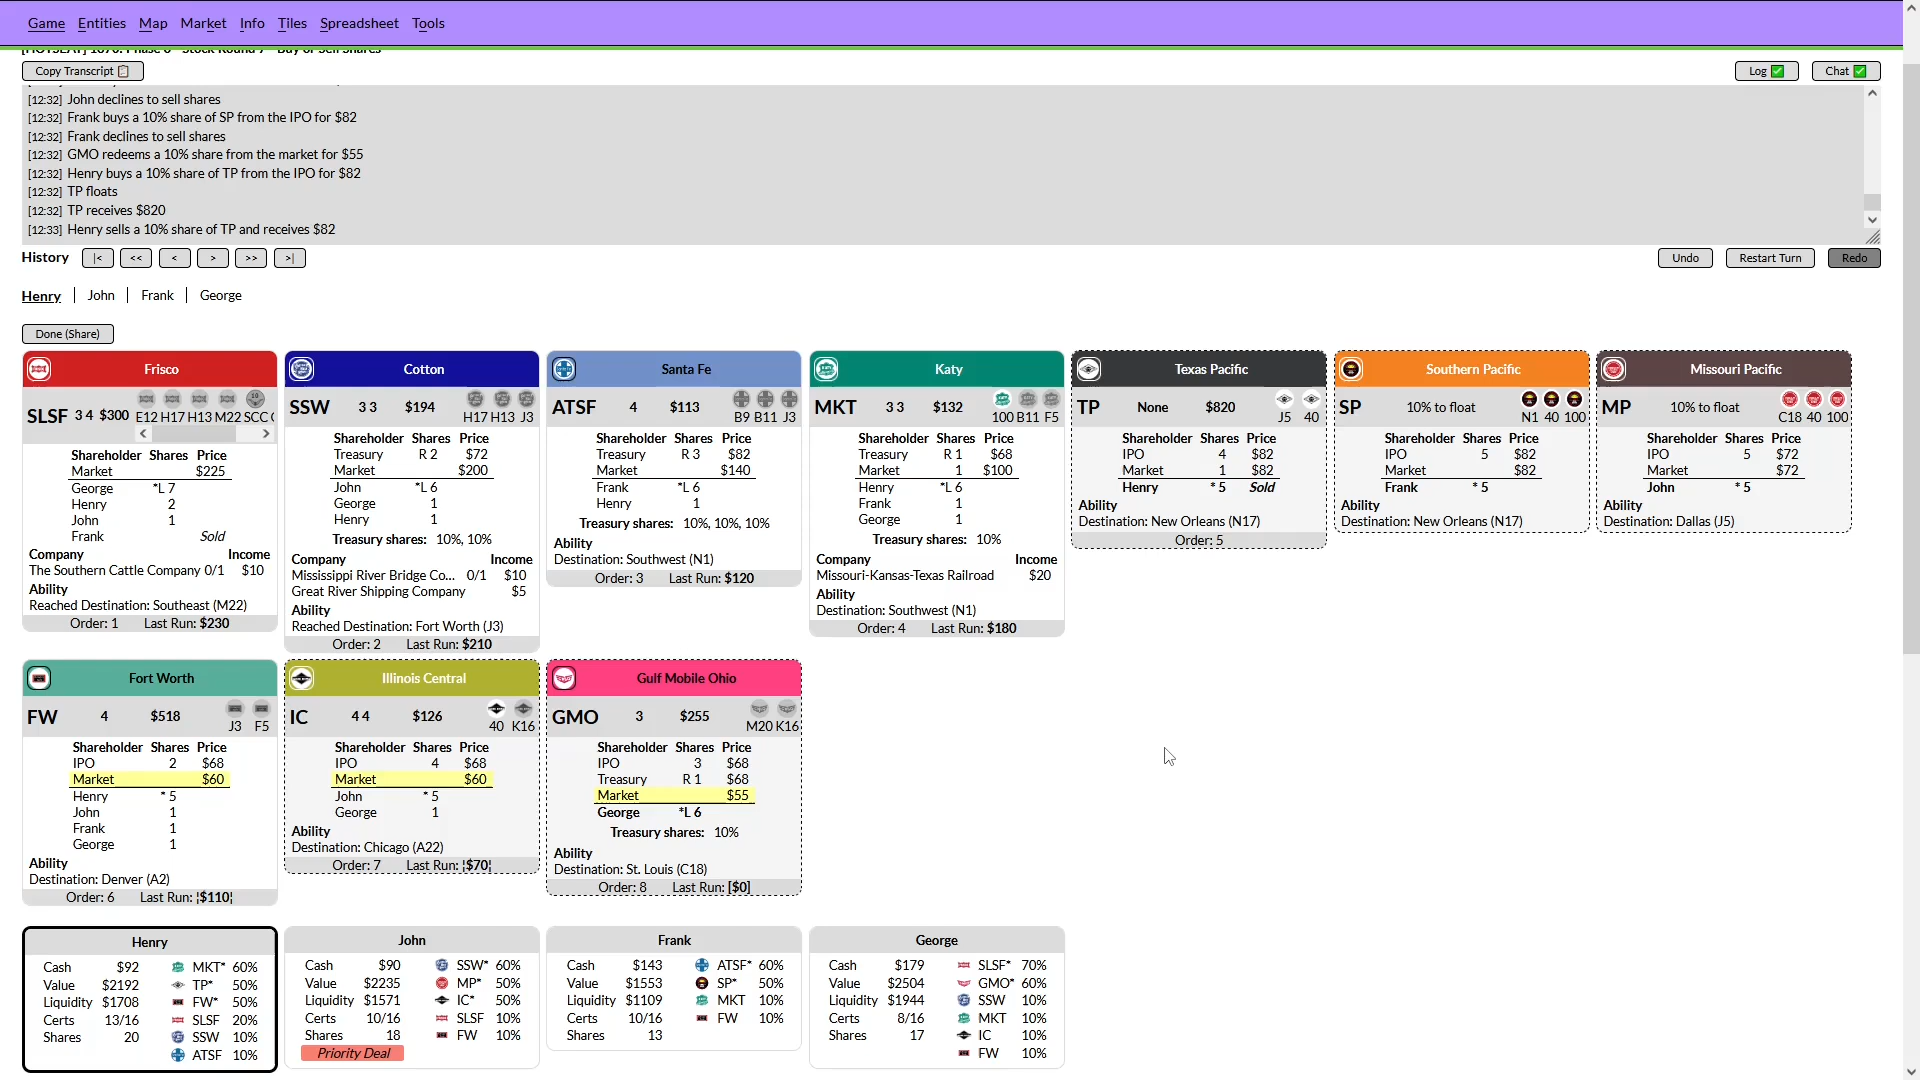 Game Entities Map Market Info Tiles Spreadsheet Tools
[HOTSEAT] 1870: Phase 6 - Stock Round 7 - Buy or Sell Shares
Copy Transcript
Log
Chat
[12:32] John declines to sell shares
[12:32] Frank buys a 10% share of SP from the IPO for $82
[12:32] Frank declines to sell shares
[12:32] GMO redeems a 10% share from the market for $55
[12:32] Henry buys a 10% share of TP from the IPO for $82
[12:32] TP floats
[12:32] TP receives $820
[12:33] Henry sells a 10% share of TP and receives $82
History |< << < > >> >|
Undo Restart Turn Redo
Henry John Frank George
Done (Share)
Frisco
SLSF 3 4 $300 E12 H17 H13 M22 SCC
Shareholder Shares Price
Market $225
George *L 7
Henry 2
John 1
Frank Sold
Company Income
The Southern Cattle Company 0/1 $10
Ability
Reached Destination: Southeast (M22)
Order: 1 Last Run: $230
Cotton
SSW 3 3 $194 H17 H13 J3
Shareholder Shares Price
Treasury R 2 $72
Market $200
John *L 6
George 1
Henry 1
Treasury shares: 10%, 10%
Company Income
Mississippi River Bridge Co... 0/1 $10
Great River Shipping Company $5
Ability
Reached Destination: Fort Worth (J3)
Order: 2 Last Run: $210
Santa Fe
ATSF 4 $113 B9 B11 J3
Shareholder Shares Price
Treasury R 3 $82
Market $140
Frank *L 6
Henry 1
Treasury shares: 10%, 10%, 10%
Ability
Destination: Southwest (N1)
Order: 3 Last Run: $120
Katy
MKT 3 3 $132 100 B11 F5
Shareholder Shares Price
Treasury R 1 $68
Market 1 $100
Henry *L 6
Frank 1
George 1
Treasury shares: 10%
Company Income
Missouri-Kansas-Texas Railroad $20
Ability
Destination: Southwest (N1)
Order: 4 Last Run: $180
Texas Pacific
TP None $820 J5 40
Shareholder Shares Price
IPO 4 $82
Market 1 $82
Henry * 5 Sold
Ability
Destination: New Orleans (N17)
Order: 5
Southern Pacific
SP 10% to float N1 40 100
Shareholder Shares Price
IPO 5 $82
Market $82
Frank * 5
Ability
Destination: New Orleans (N17)
Missouri Pacific
MP 10% to float C18 40 100
Shareholder Shares Price
IPO 5 $72
Market $72
John * 5
Ability
Destination: Dallas (J5)
Fort Worth
FW 4 $518 J3 F5
Shareholder Shares Price
IPO 2 $68
Market $60
Henry * 5
John 1
Frank 1
George 1
Ability
Destination: Denver (A2)
Order: 6 Last Run: ¦$110¦
Illinois Central
IC 4 4 $126 40 K16
Shareholder Shares Price
IPO 4 $68
Market $60
John * 5
George 1
Ability
Destination: Chicago (A22)
Order: 7 Last Run: ¦$70¦
Gulf Mobile Ohio
GMO 3 $255 M20 K16
Shareholder Shares Price
IPO 3 $68
Treasury R 1 $68
Market $55
George *L 6
Treasury shares: 10%
Ability
Destination: St. Louis (C18)
Order: 8 Last Run: [$0]
Henry
Cash $92 MKT* 60%
Value $2192 TP* 50%
Liquidity $1708 FW* 50%
Certs 13/16 SLSF 20%
Shares 20 SSW 10%
ATSF 10%
John
Cash $90 SSW* 60%
Value $2235 MP* 50%
Liquidity $1571 IC* 50%
Certs 10/16 SLSF 10%
Shares 18 FW 10%
Priority Deal
Frank
Cash $143 ATSF* 60%
Value $1553 SP* 50%
Liquidity $1109 MKT 10%
Certs 10/16 FW 10%
Shares 13
George
Cash $179 SLSF* 70%
Value $2504 GMO* 60%
Liquidity $1944 SSW 10%
Certs 8/16 MKT 10%
Shares 17 IC 10%
FW 10%